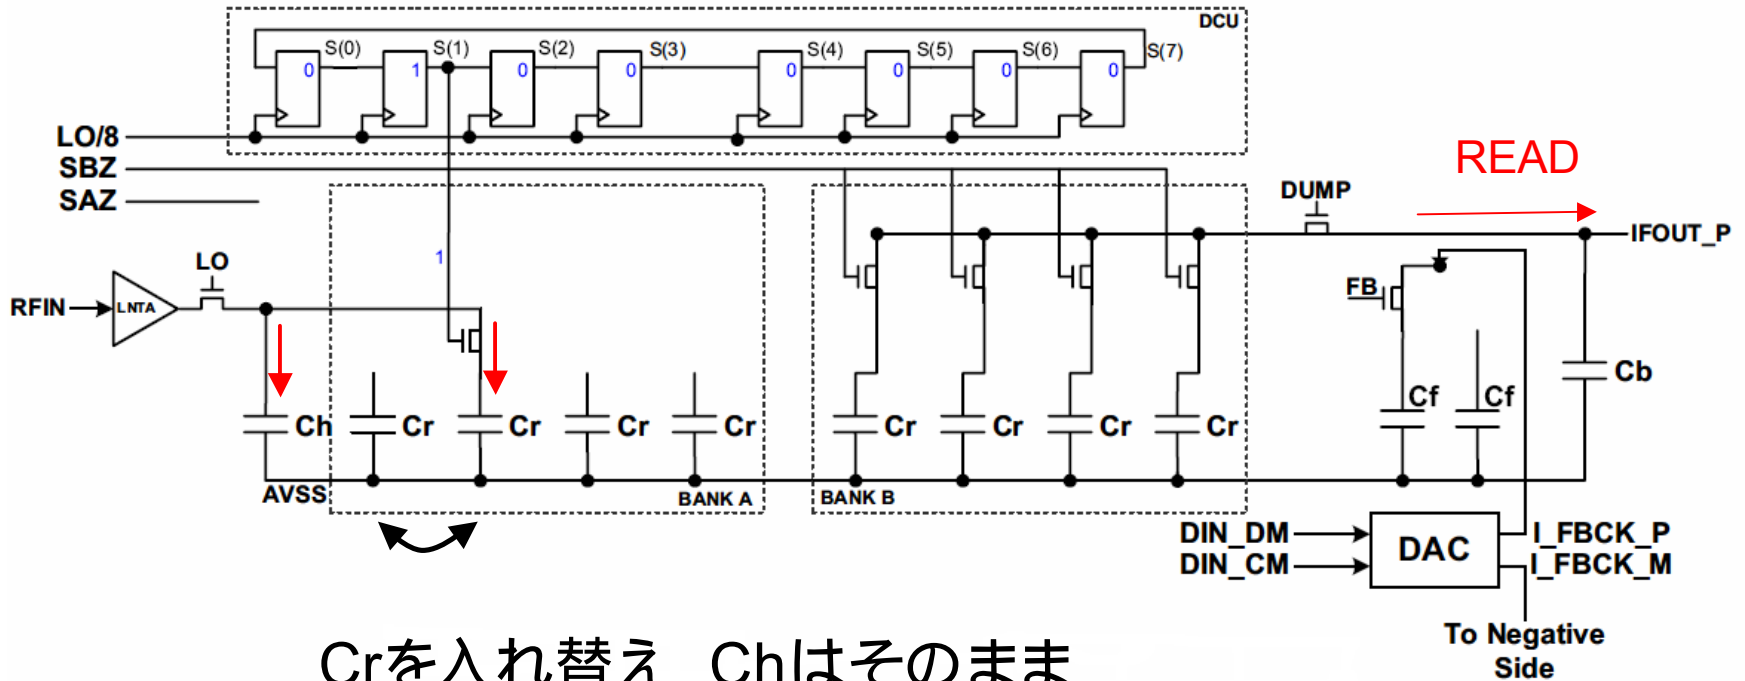 DCU
S(0) S(1) S(2) S(3) S(4) S(5) S(6) S(7)
0 1 0 0 0 0 0 0
LO/8
SBZ
SAZ
READ
DUMP
IFOUT_P
1
LO
RFIN
LNTA
FB
Ch Cr Cr Cr Cr Cr Cr Cr Cr Cf Cf Cb
AVSS
BANK A
BANK B
DIN_DM
DIN_CM
DAC
I_FBCK_P
I_FBCK_M
To Negative
Side
Crを入れ替え Chはそのまま